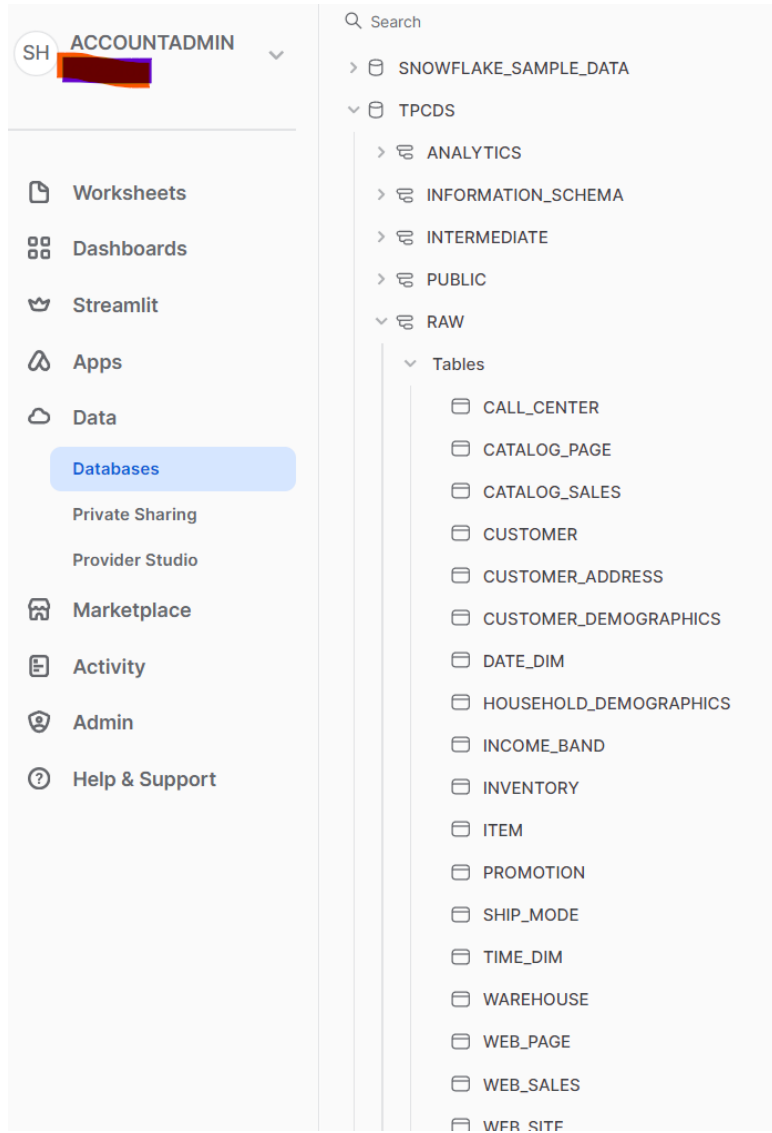 SH
ACCOUNTADMIN
Worksheets
Dashboards
Streamlit
Apps
Data
Databases
Private Sharing
Provider Studio
Marketplace
Activity
Admin
Help & Support
Search
SNOWFLAKE_SAMPLE_DATA
TPCDS
ANALYTICS
INFORMATION_SCHEMA
INTERMEDIATE
PUBLIC
RAW
Tables
CALL_CENTER
CATALOG_PAGE
CATALOG_SALES
CUSTOMER
CUSTOMER_ADDRESS
CUSTOMER_DEMOGRAPHICS
DATE_DIM
HOUSEHOLD_DEMOGRAPHICS
INCOME_BAND
INVENTORY
ITEM
PROMOTION
SHIP_MODE
TIME_DIM
WAREHOUSE
WEB_PAGE
WEB_SALES
WEB_SITE